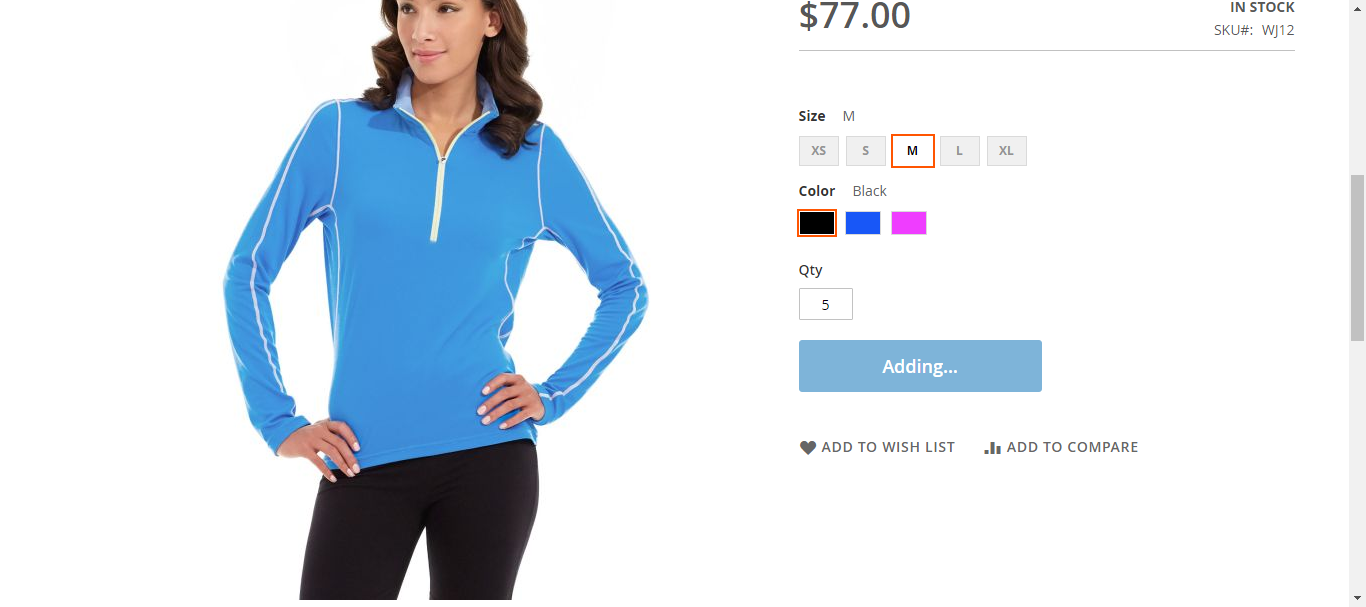 $77.00
IN STOCK
SKU#: WJ12
Size M
XS S M L XL
Color Black
Qty
5
Adding...
ADD TO WISH LIST ADD TO COMPARE